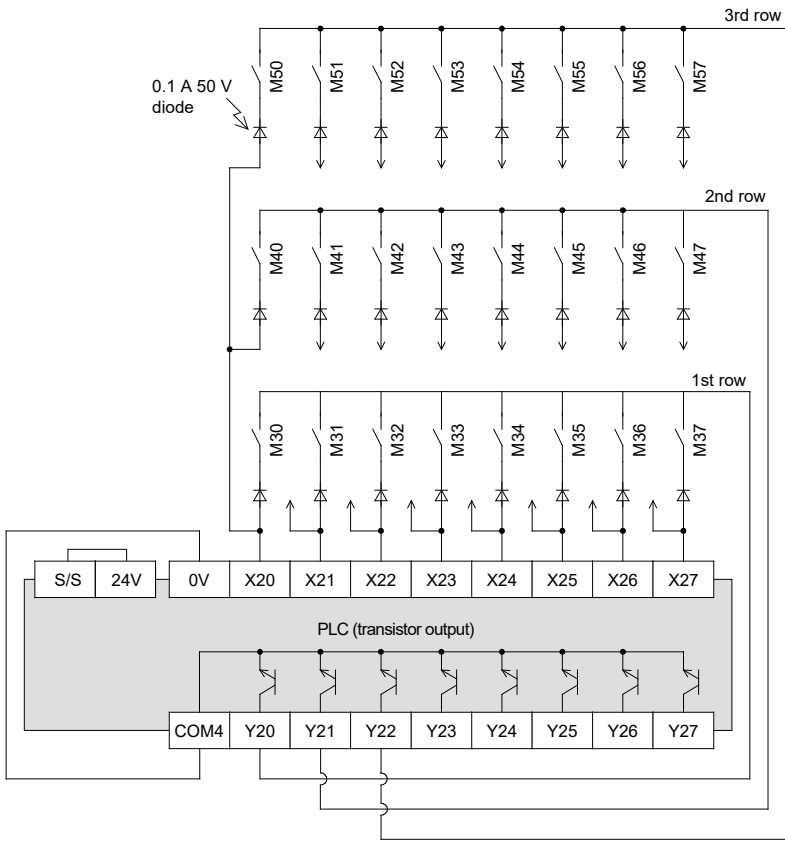 3rd row
M50 M51 M52 M53 M54 M55 M56 M57
0.1 A 50 V
diode
2nd row
M40 M41 M42 M43 M44 M45 M46 M47
1st row
M30 M31 M32 M33 M34 M35 M36 M37
S/S 24V 0V X20 X21 X22 X23 X24 X25 X26 X27
PLC (transistor output)
COM4 Y20 Y21 Y22 Y23 Y24 Y25 Y26 Y27